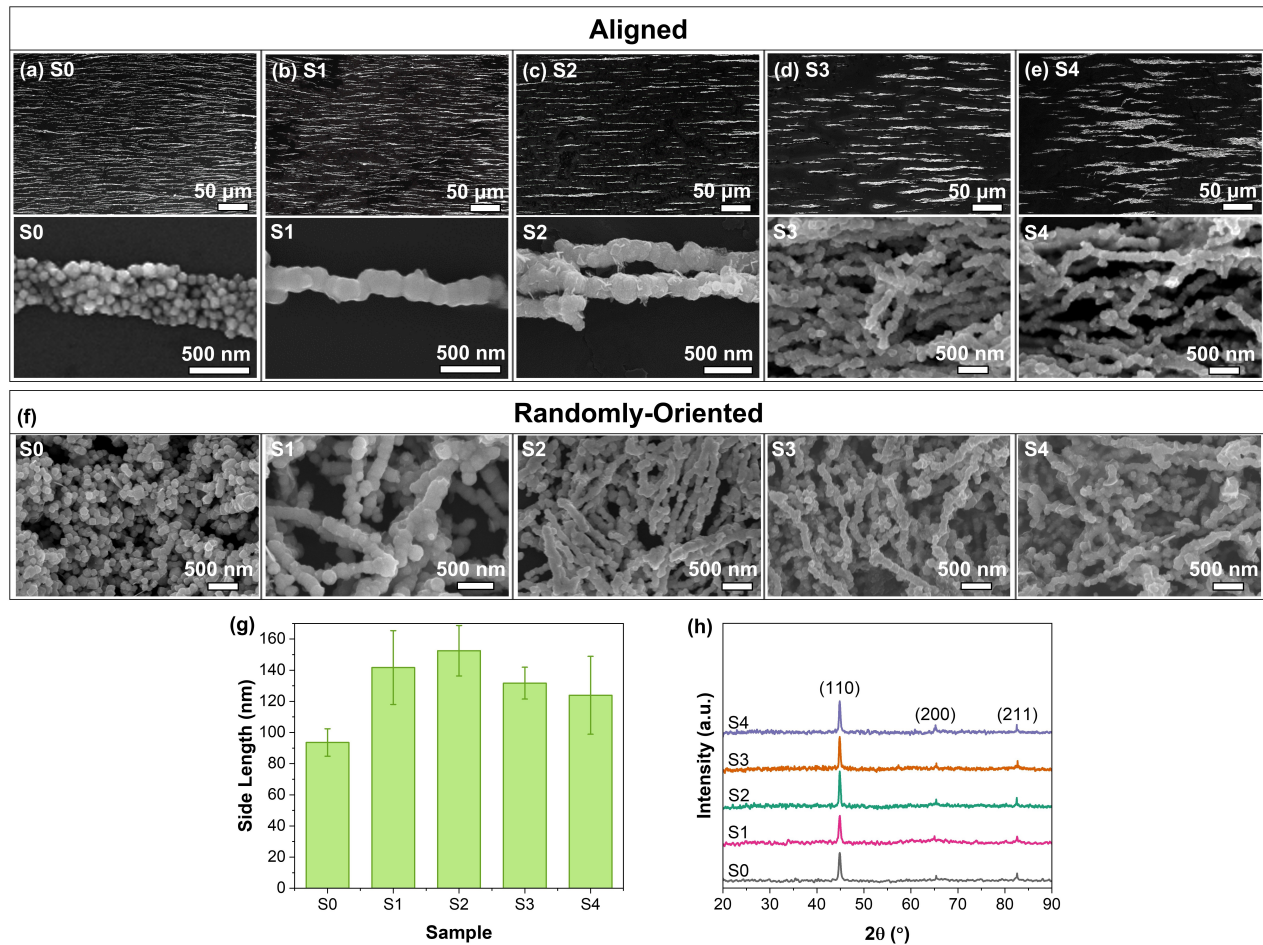 Aligned
(a) S0
(b) S1
(c) S2
(d) S3
(e) S4
50 µm
50 µm
50 µm
50 µm
50 µm
S0
S1
S2
S3
S4
500 nm
500 nm
500 nm
500 nm
500 nm
(f)
Randomly-Oriented
S0
S1
S2
S3
S4
500 nm
500 nm
500 nm
500 nm
500 nm
(g)
160
140
120
100
80
60
40
20
0
Side Length (nm)
S0 S1 S2 S3 S4
Sample
(h)
(110)
(200)
(211)
S4
S3
S2
S1
S0
Intensity (a.u.)
20 30 40 50 60 70 80 90
2θ (°)